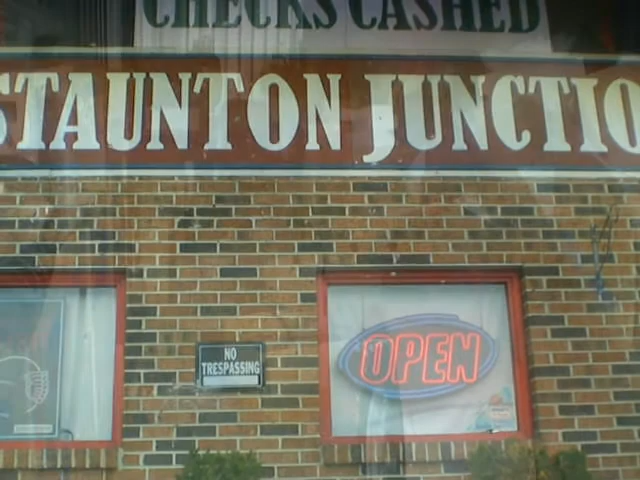 CHECKS CASHED
STAUNTON JUNCTIO
NO
TRESPASSING
OPEN